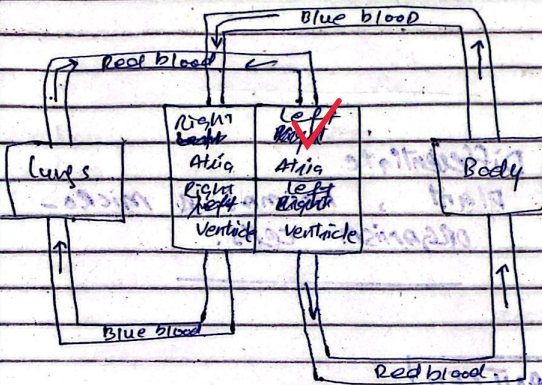 Blue blood
Red blood
Right
Atria
Right
Ventricle
Left
Atria
Left
Ventricle
Lungs
Body
Blue blood
Red blood.